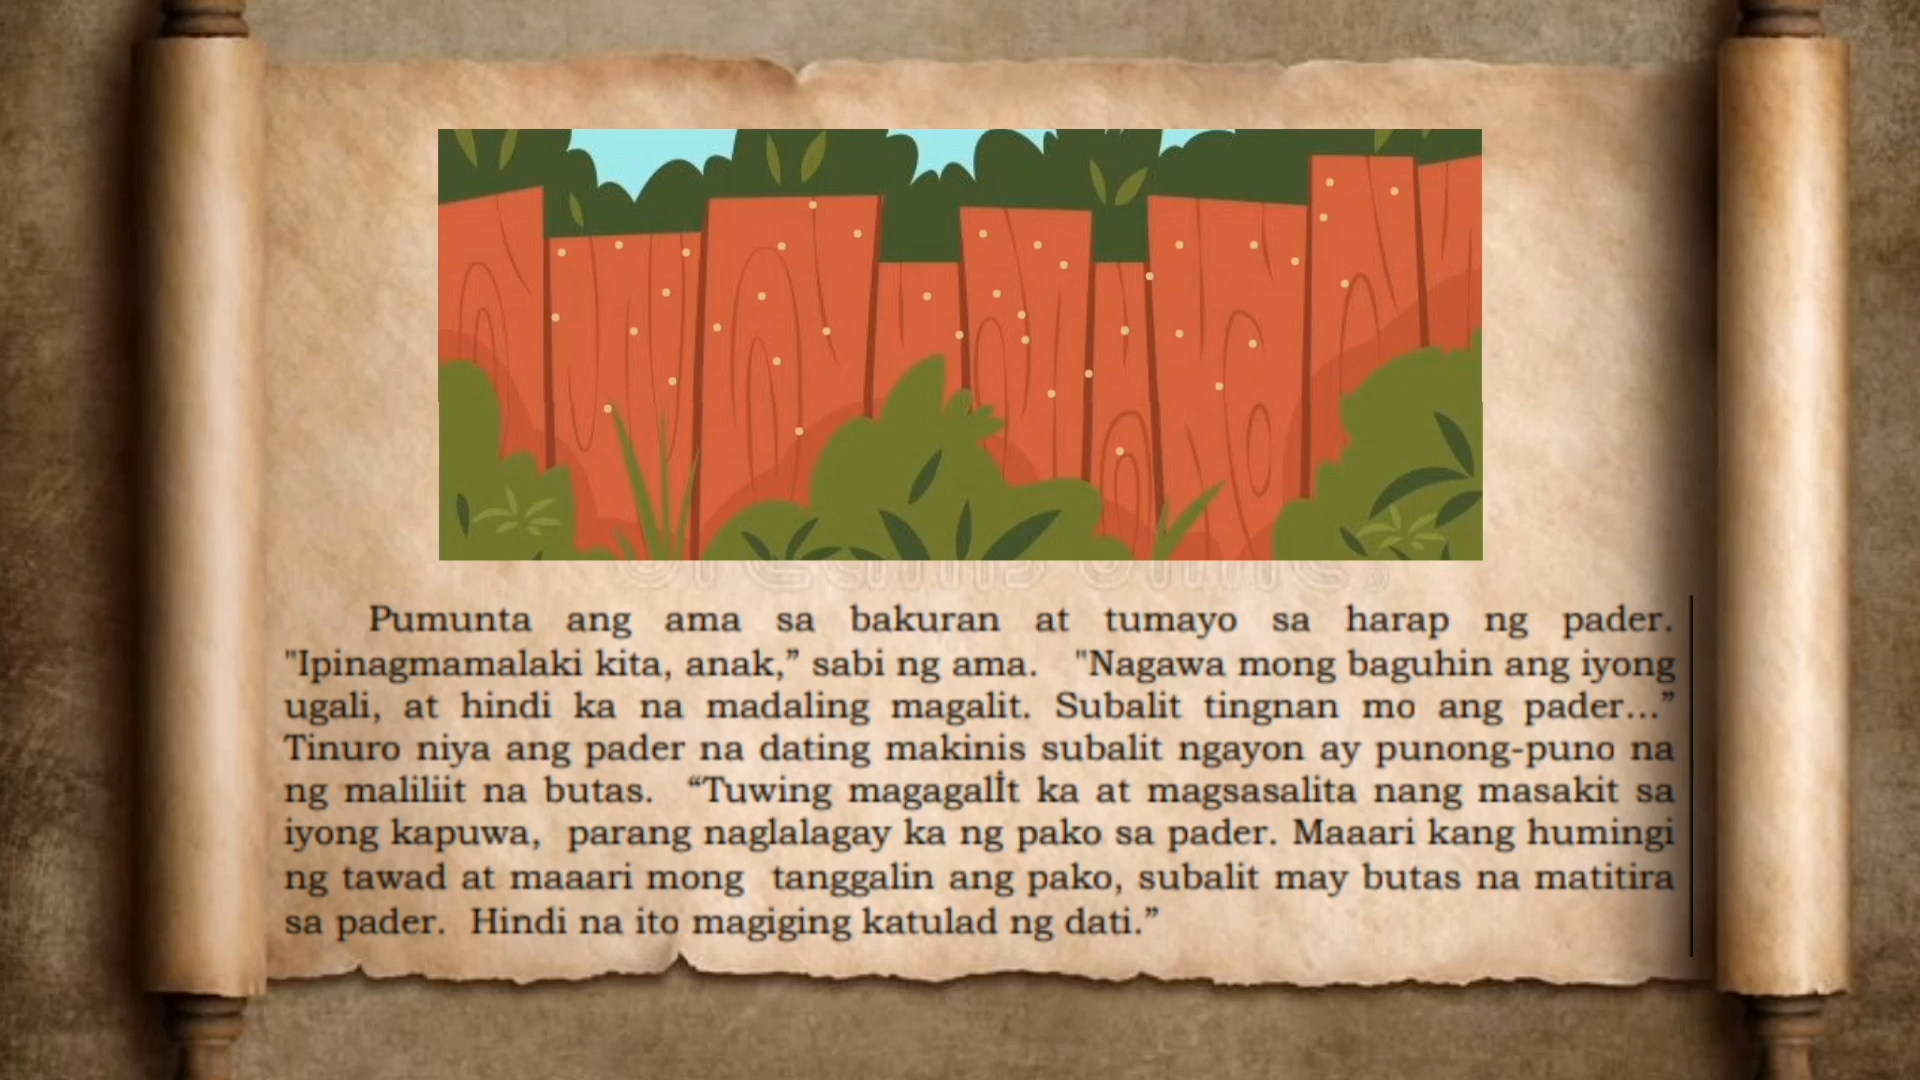 Pumunta ang ama sa bakuran at tumayo sa harap ng pader.
"Ipinagmamalaki kita, anak,” sabi ng ama. "Nagawa mong baguhin ang iyong
ugali, at hindi ka na madaling magalit. Subalit tingnan mo ang pader...”
Tinuro niya ang pader na dating makinis subalit ngayon ay punong-puno na
ng maliliit na butas. “Tuwing magagalit ka at magsasalita nang masakit sa
iyong kapuwa, parang naglalagay ka ng pako sa pader. Maaari kang humingi
ng tawad at maaari mong tanggalin ang pako, subalit may butas na matitira
sa pader. Hindi na ito magiging katulad ng dati.”